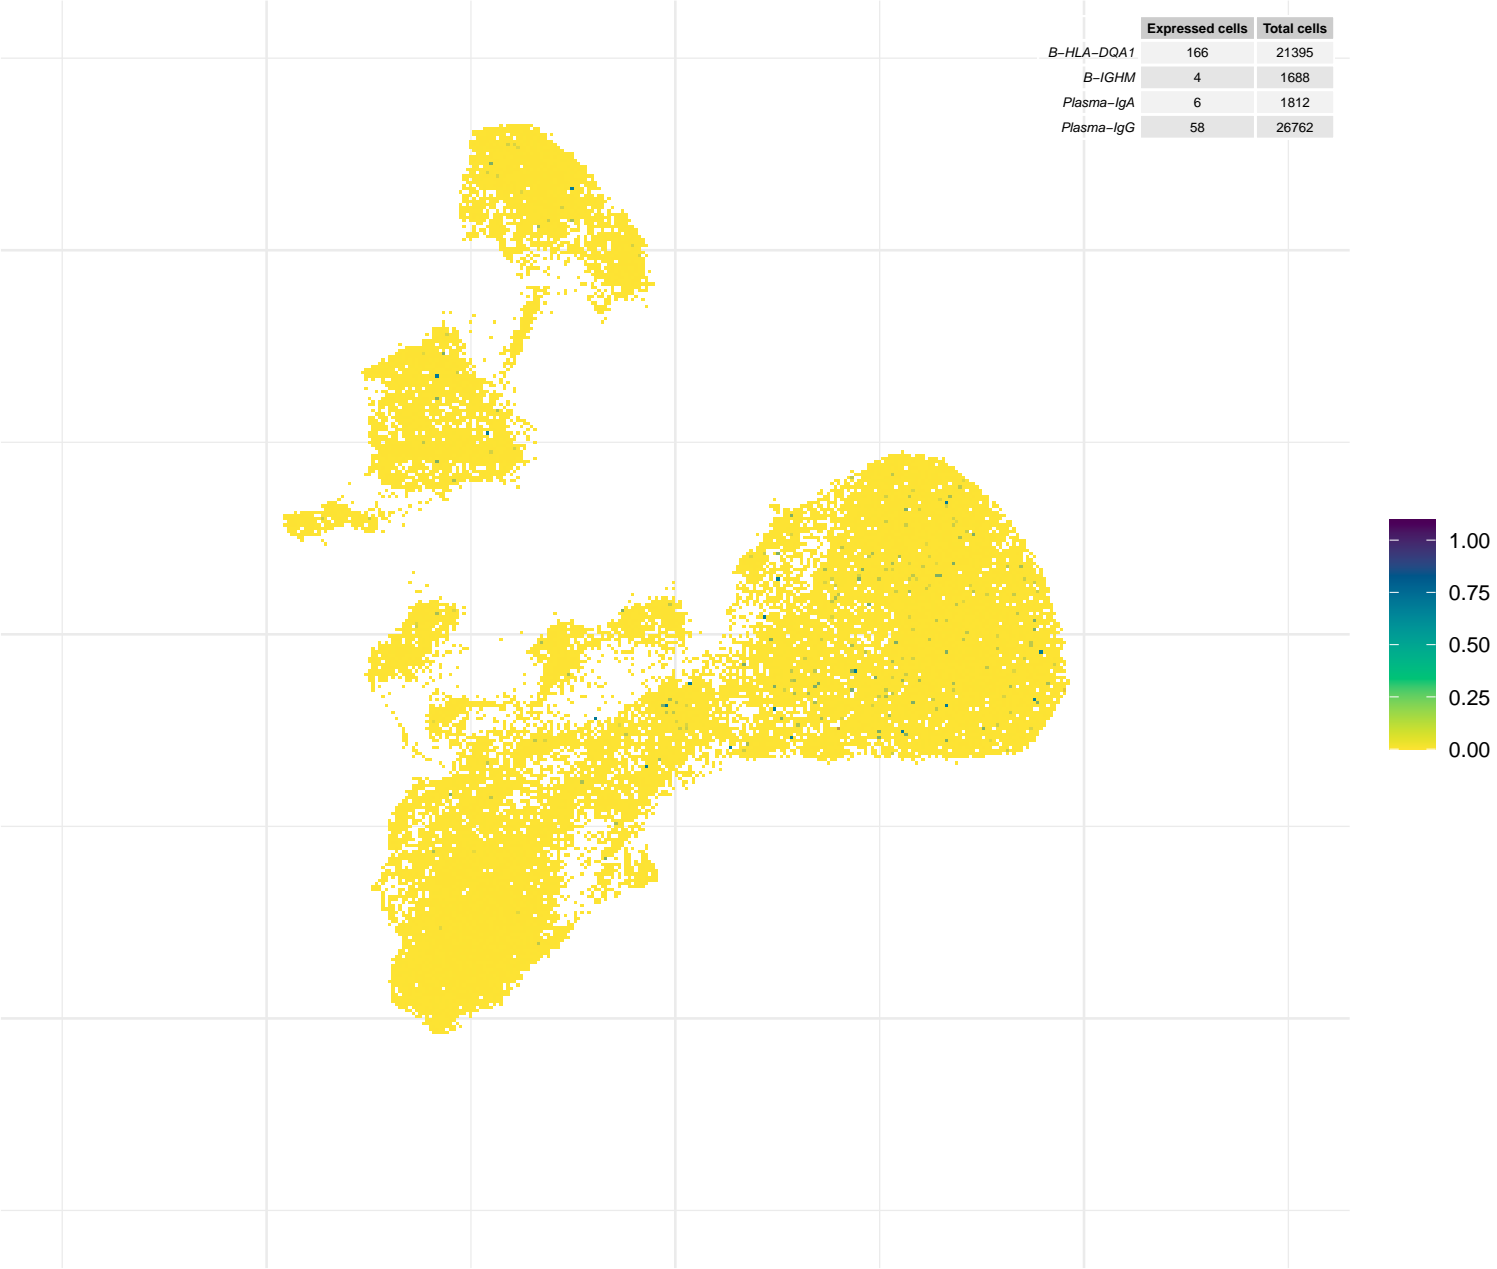 Expressed cells Total cells
B−HLA−DQA1 166 21395
B−IGHM 4 1688
Plasma−IgA 6 1812
Plasma−IgG 58 26762
1.00
0.75
0.50
0.25
0.00